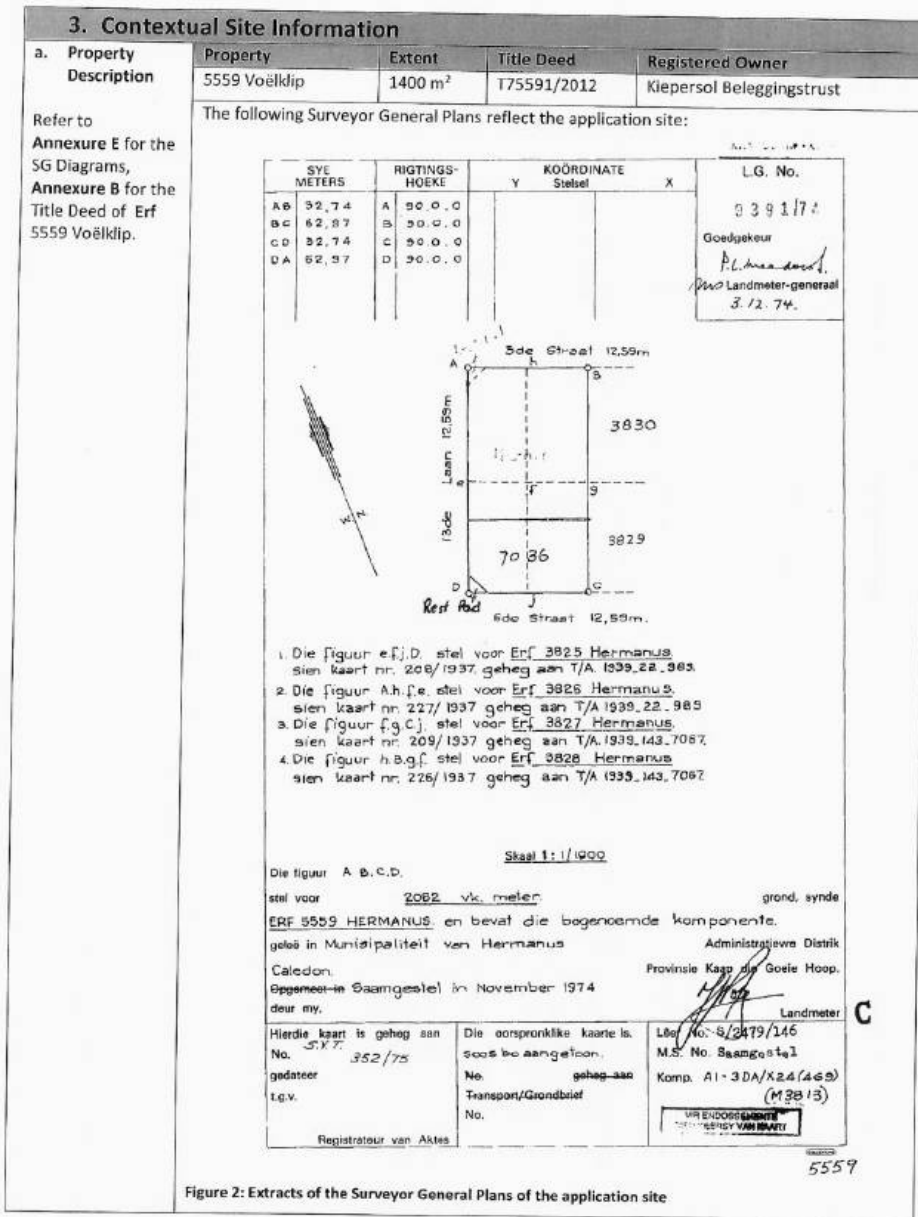 3. Contextual Site Information
a. Property Description
Refer to
Annexure E for the
SG Diagrams,
Annexure B for the
Title Deed of Erf
5559 Voëlklip.
Property Extent Title Deed Registered Owner
5559 Voëlklip 1400 m² T75591/2012 Kiepersol Beleggingstrust
The following Surveyor General Plans reflect the application site:
SYE METERS RIGTINGS-HOEKE KOÖRDINATE Y Stelsel X
AB 32,74 A 90.0.0
BC 62,97 B 90.0.0
CD 32,74 C 90.0.0
DA 62,97 D 90.0.0
L.G. No.
9391/74
Goedgekeur
Landmeter-generaal
3.12.74.
3de Straat 12,59m
A h B
13de Laan 12,59m
3830
e f g
3829
7036
D j C
Rest Pad
6de Straat 12,59m.
1. Die figuur e.f.j.D. stel voor Erf 3825 Hermanus.
sien kaart nr. 208/1937 geheg aan T/A. 1939_22_985.
2. Die figuur A.h.f.e. stel voor Erf 3826 Hermanus.
sien kaart nr. 227/1937 geheg aan T/A 1939_22_985
3. Die figuur f.g.C.j. stel voor Erf 3827 Hermanus.
sien kaart nr. 209/1937 geheg aan T/A. 1939_143_7067.
4. Die figuur h.B.g.f. stel voor Erf 3828 Hermanus
sien kaart nr. 226/1937 geheg aan T/A 1939_143_7067
Skaal 1:1/1000
Die figuur A B.C.D.
stel voor 2062 vk. meter grond, synde
ERF 5559 HERMANUS. en bevat die bogenoemde komponente.
geleë in Munisipaliteit van Hermanus Administratiewe Distrik
Caledon. Provinsie Kaap die Goeie Hoop.
Opgemeet in Saamgestel in November 1974
deur my. Landmeter
C
Hierdie kaart is geheg aan
No. S.V.T. 352/75
gedateer
t.g.v.
Registrateur van Aktes
Die oorspronklike kaarte is.
soos bo aangetoon.
No. geheg aan
Transport/Grondbrief
No.
Lêer No. S/2479/146
M.S. No. Saamgestel
Komp. AI-3DA/X24(469)
(M3813)
VIR ENDOSSEMENTE
SIEN KEERSY VAN KAART
5559
Figure 2: Extracts of the Surveyor General Plans of the application site